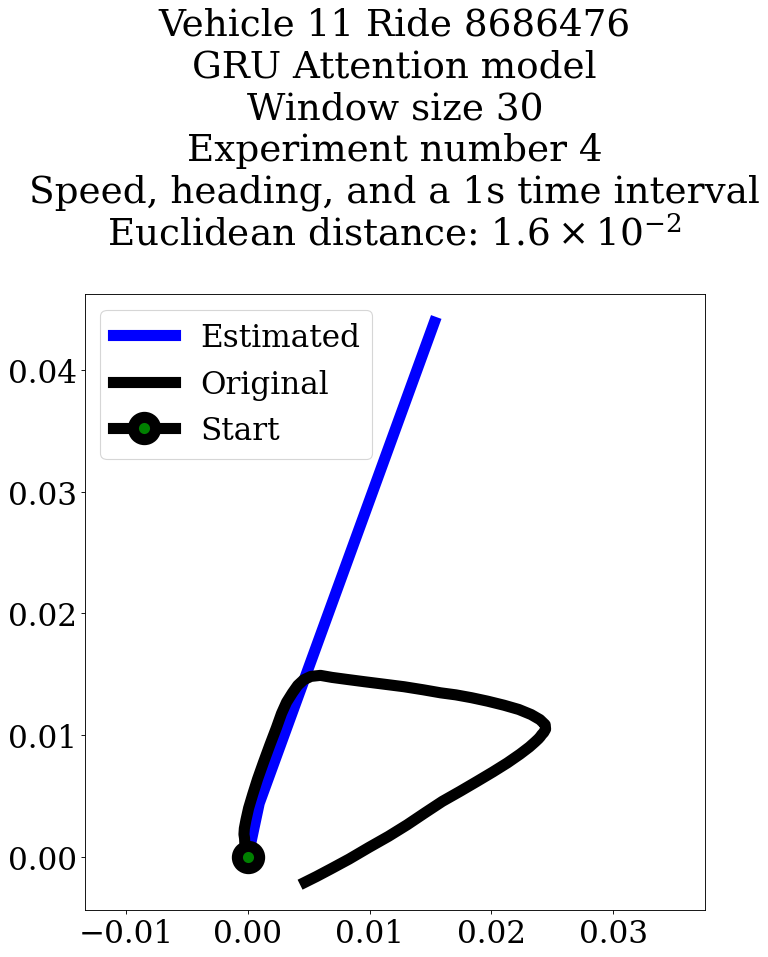 Vehicle 11 Ride 8686476
GRU Attention model
Window size 30
Experiment number 4
Speed, heading, and a 1s time interval
Euclidean distance: 1.6 × 10⁻²
Estimated
Original
Start
0.04
0.03
0.02
0.01
0.00
−0.01 0.00 0.01 0.02 0.03